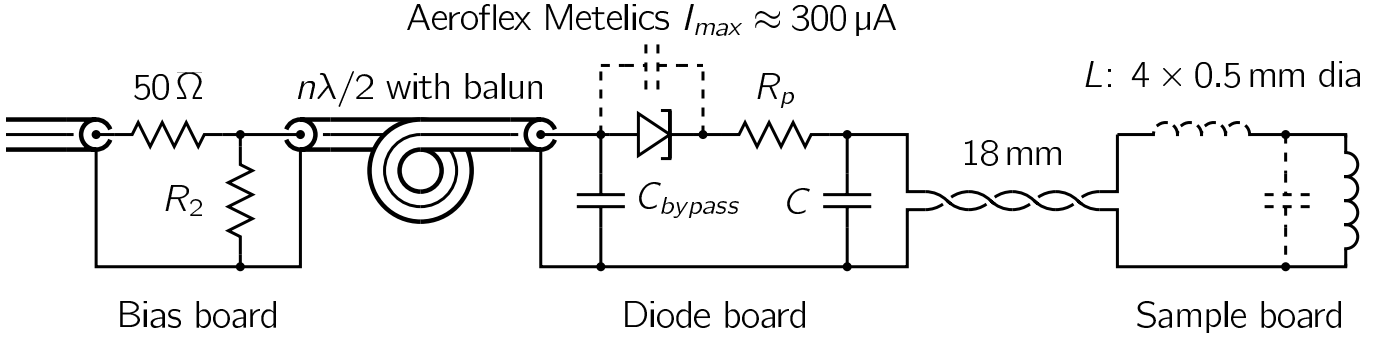 Aeroflex Metelics I_max ≈ 300 μA
50 Ω
nλ/2 with balun
R_p
L: 4 × 0.5 mm dia
18 mm
R_2
C_bypass
C
Bias board
Diode board
Sample board